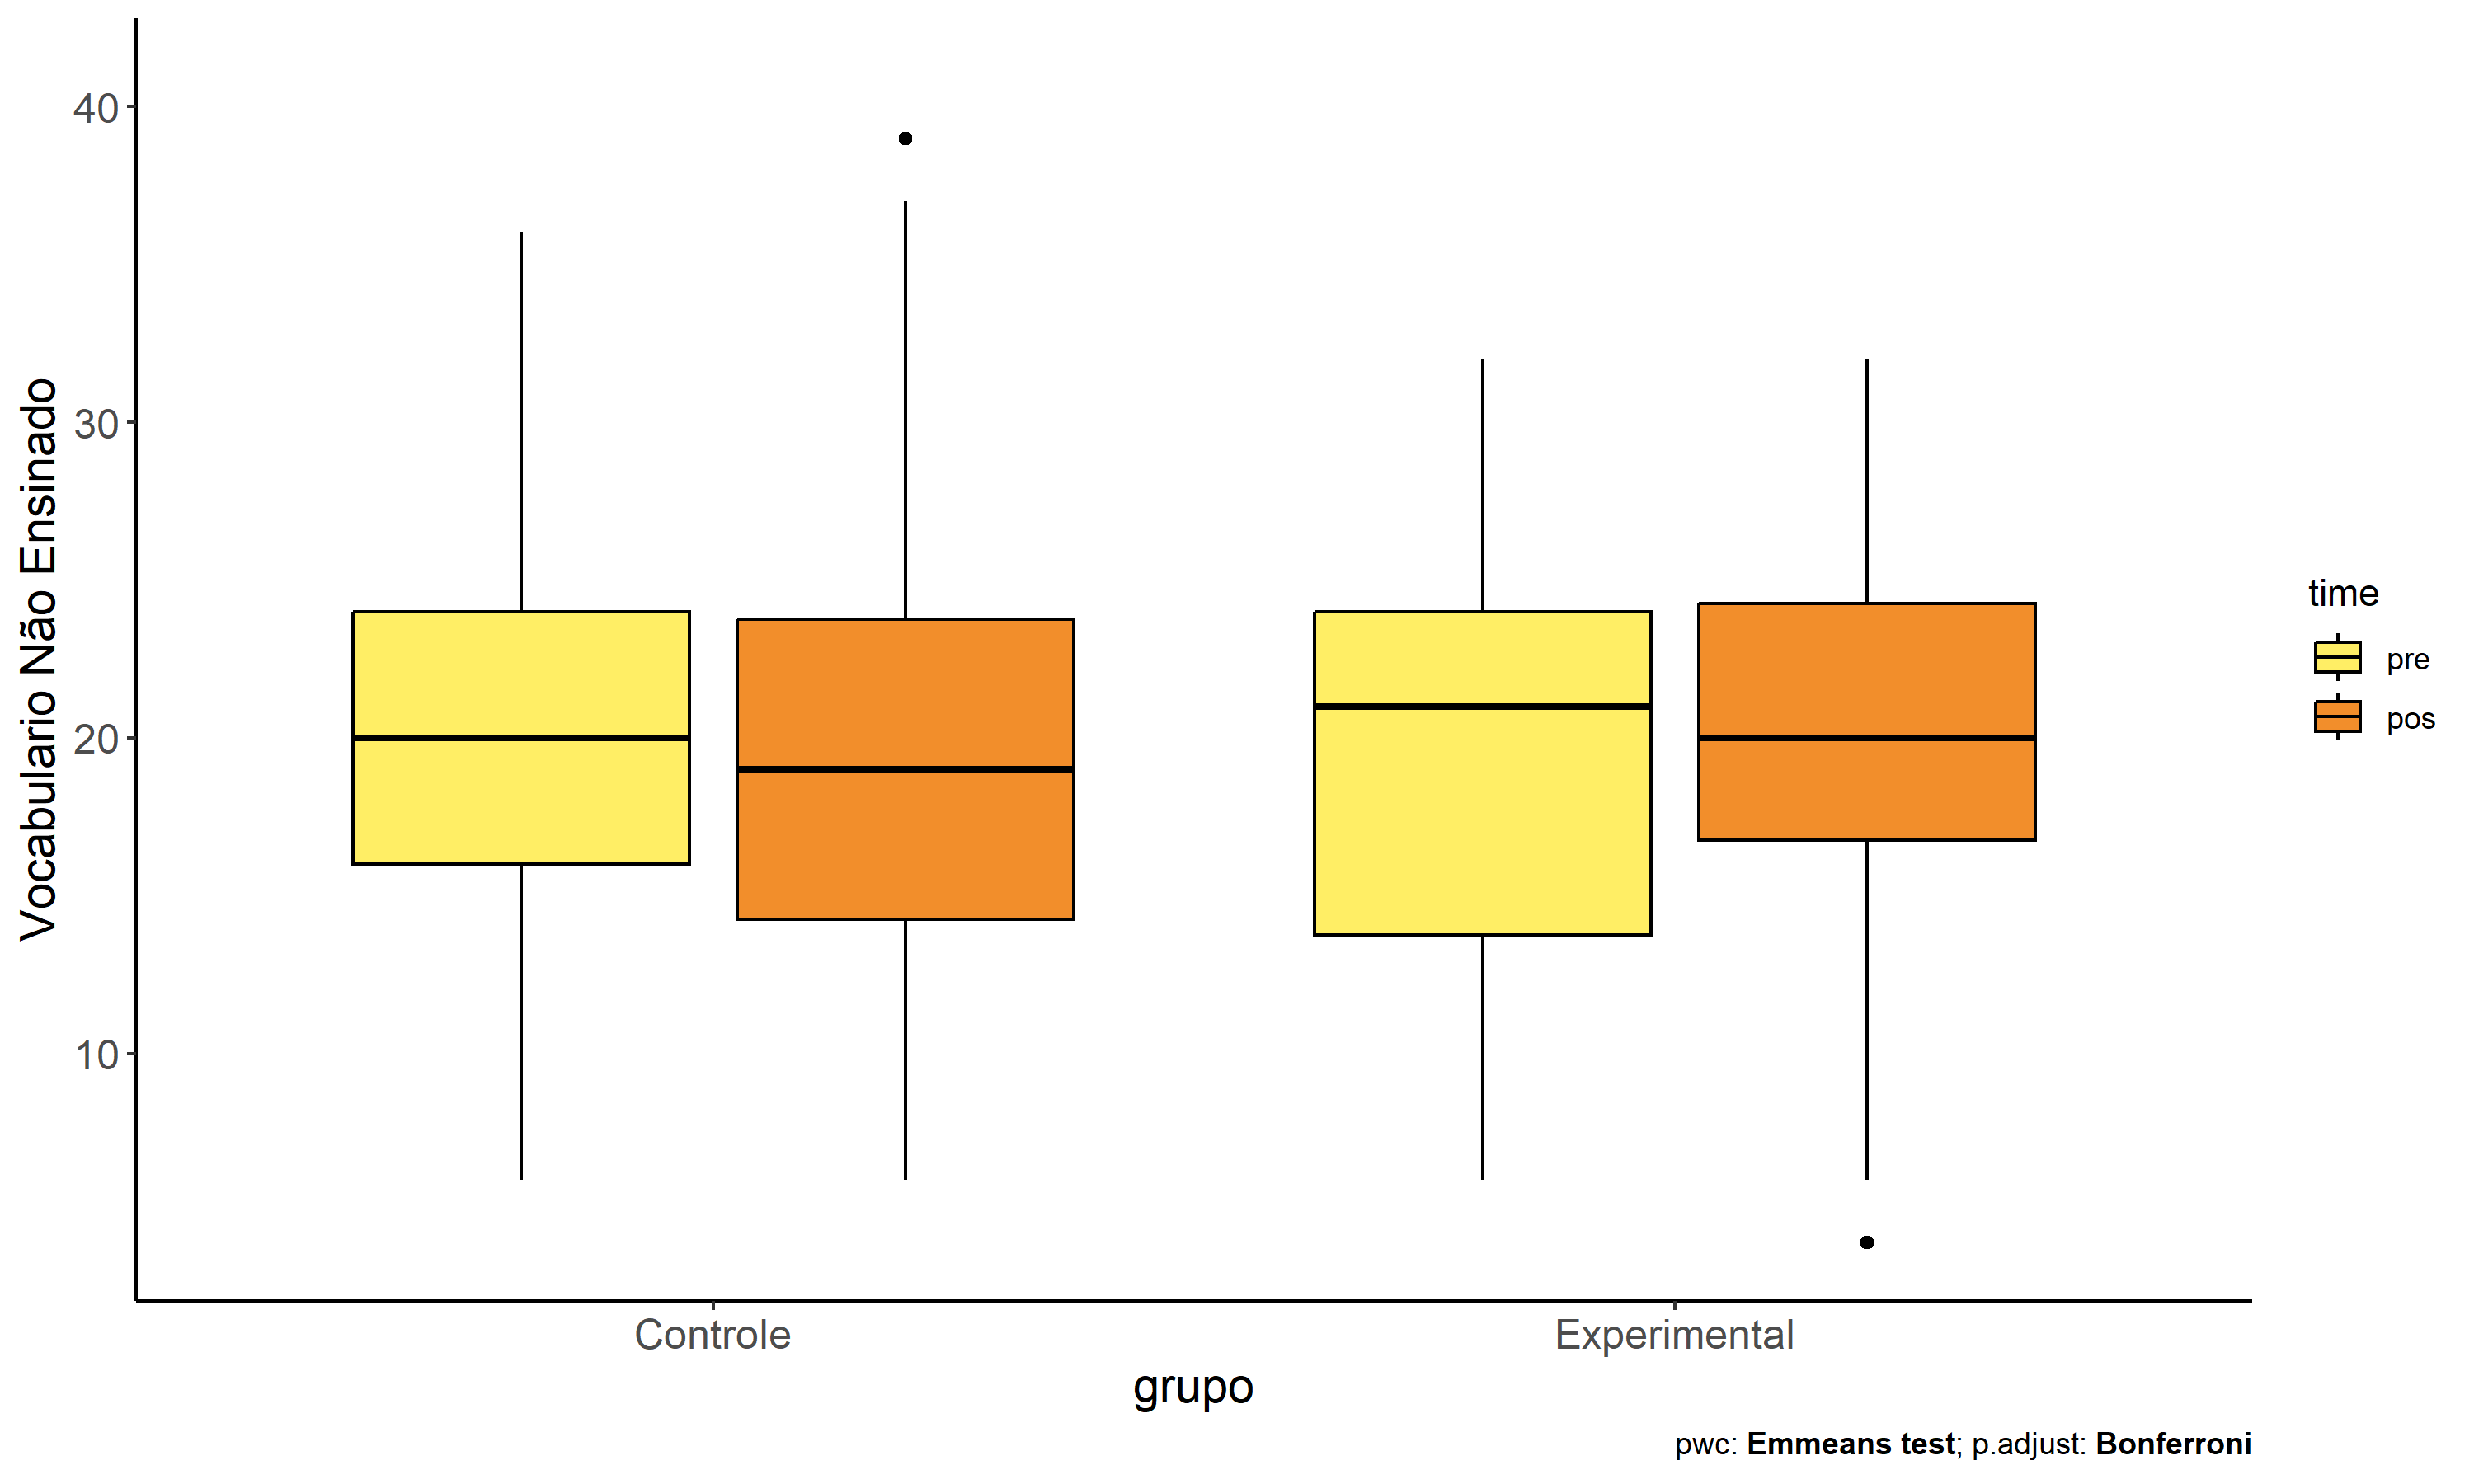 Vocabulario Não Ensinado
40
30
20
10
Controle
Experimental
grupo
time
pre
pos
pwc: Emmeans test; p.adjust: Bonferroni